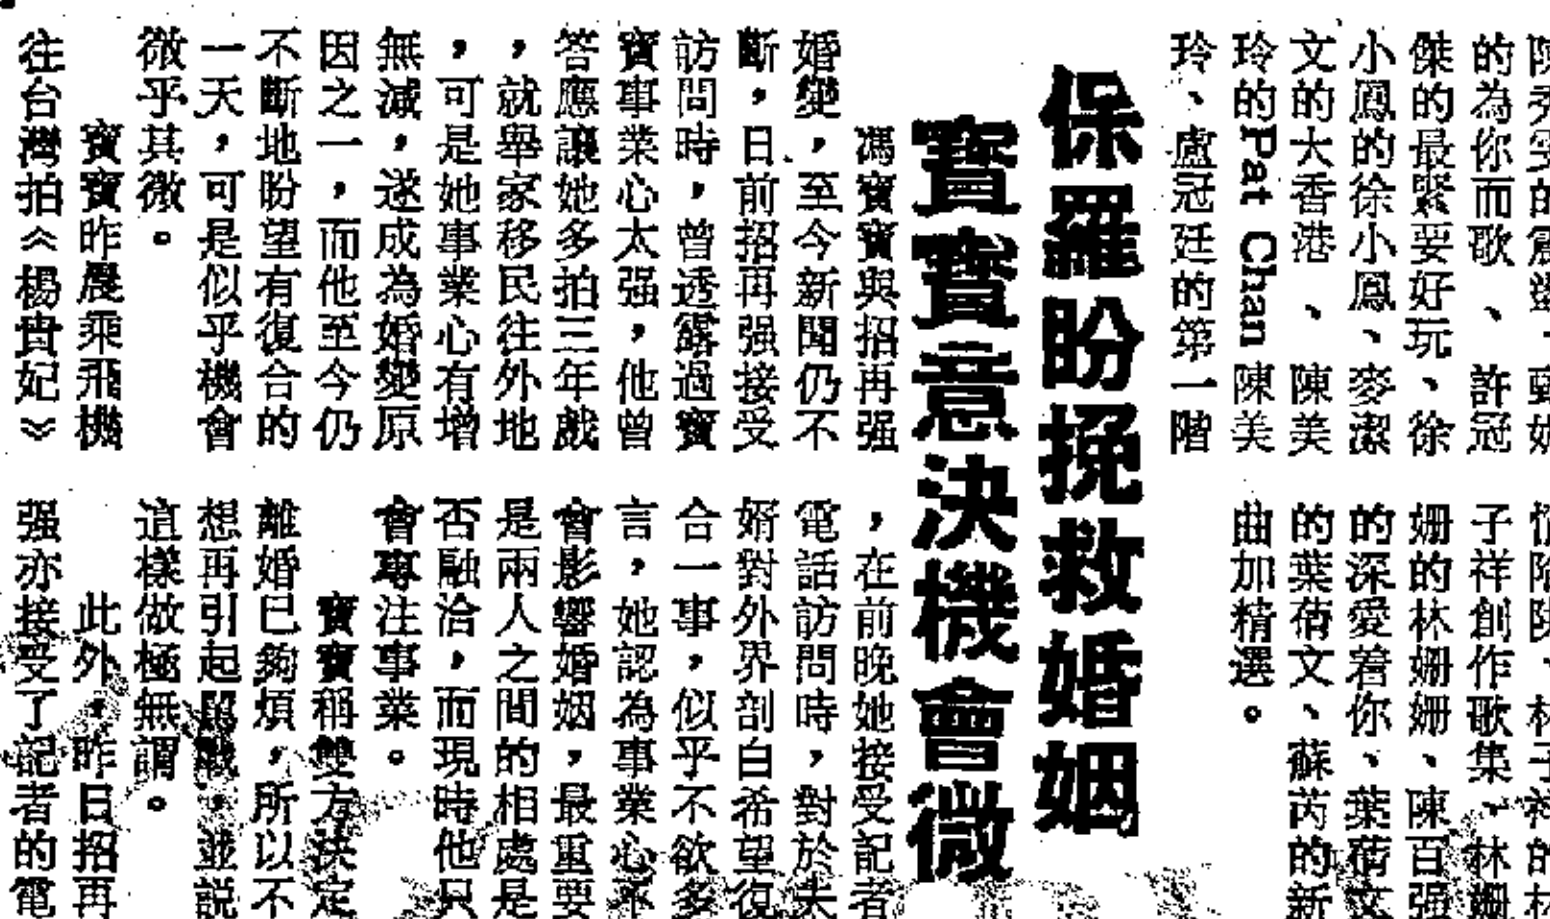 的為你而歌、許冠
傑的最緊要好玩、徐
小鳳的徐小鳳、麥潔
文的大香港、陳美
玲的Pat Chan陳美
玲、盧冠廷的第一階
子祥創作歌集、林姍
姍的林姍姍、陳百强
的深愛着你、葉蒨文
的葉蒨文、蘇芮的新
曲加精選。
保羅盼挽救婚姻
寶寶意決機會微
馮寶寶與招再强
婚變，至今新聞仍不
斷，日前招再强接受
訪問時，曾透露過寶
寶事業心太强，他曾
答應讓她多拍三年戲
，就舉家移民往外地
，可是她事業心有增
無減，遂成為婚變原
因之一，而他至今仍
不斷地盼望有復合的
一天，可是似乎機會
微乎其微。
寶寶昨晨乘飛機
往台灣拍《楊貴妃》
，在前晚她接受記者
電話訪問時，對於夫
婿對外界剖白希望復
合一事，似乎不欲多
言，她認為事業心不
會影響婚姻，最重要
是兩人之間的相處是
否融洽，而現時他只
會專注事業。
寶寶稱雙方決定
離婚已夠煩，所以不
想再引起罵戰，並説
這樣做極無謂。
此外，昨日招再
强亦接受了記者的電